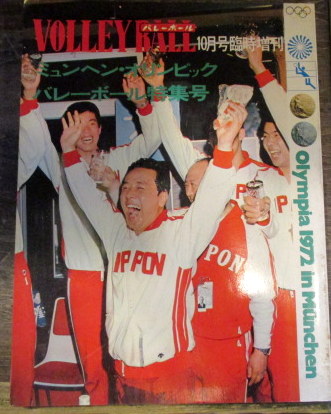 VOLLEYBALL
バレーボール
10月号臨時増刊
ミュンヘン・オリンピック
バレーボール特集号
NIPPON
PON
Olympia 1972 in München